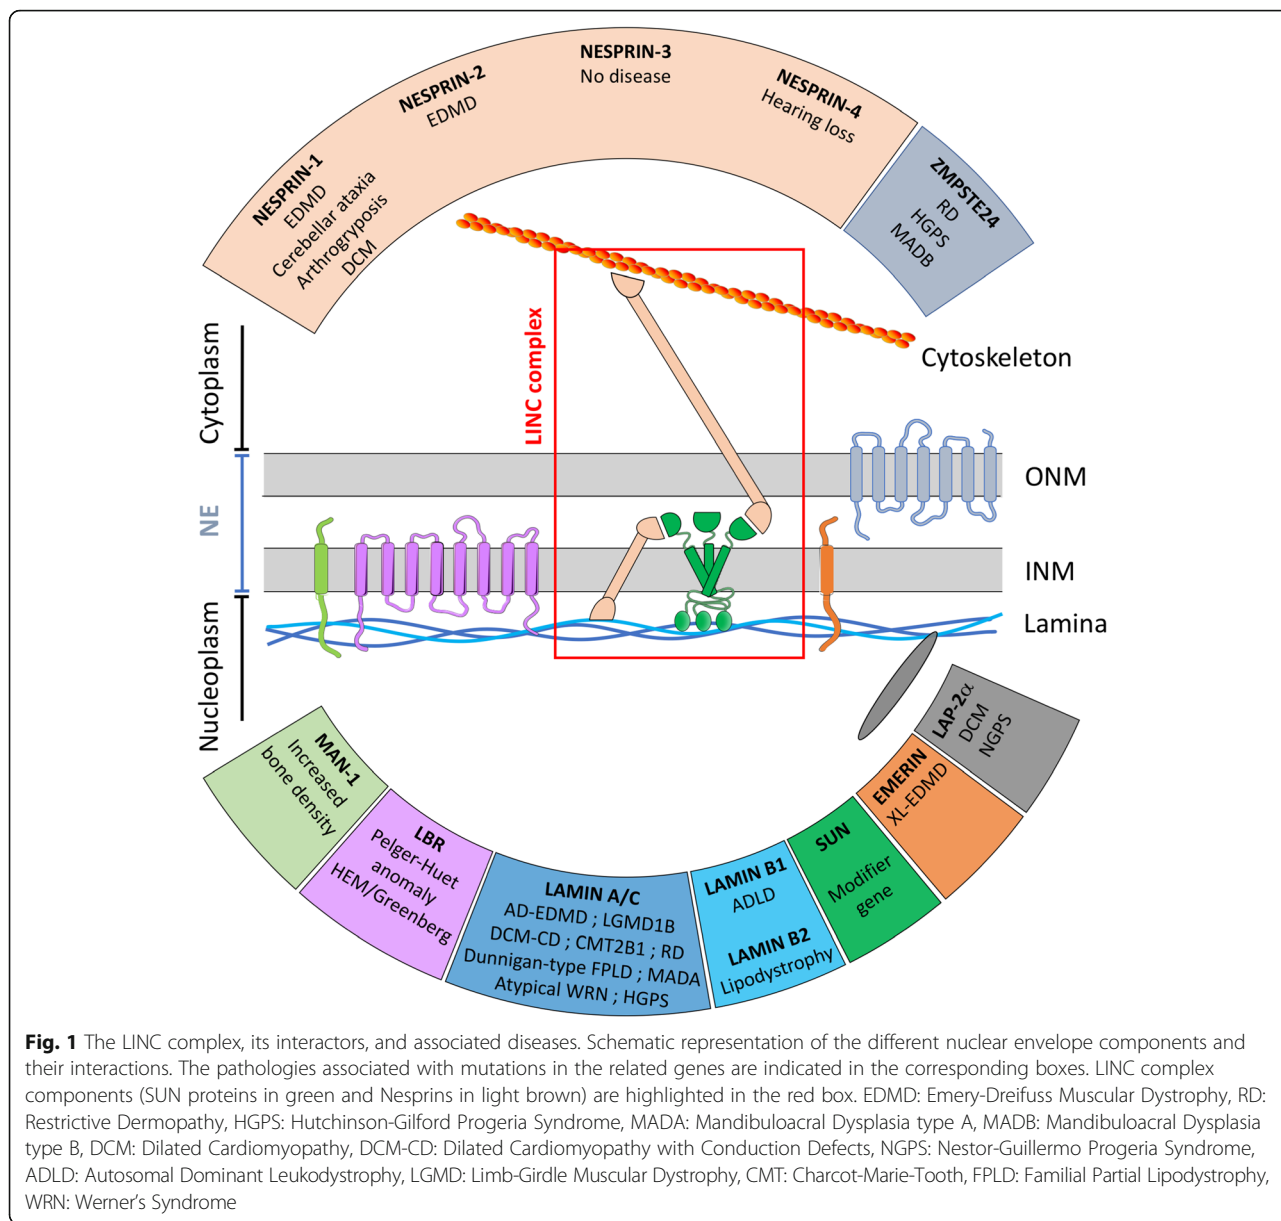 NESPRIN-1
EDMD
Cerebellar ataxia
Arthrogryposis
DCM
NESPRIN-2
EDMD
NESPRIN-3
No disease
NESPRIN-4
Hearing loss
ZMPSTE24
RD
HGPS
MADB
Cytoplasm
NE
Nucleoplasm
LINC complex
Cytoskeleton
ONM
INM
Lamina
MAN-1
Increased
bone density
LBR
Pelger-Huet
anomaly
HEM/Greenberg
LAMIN A/C
AD-EDMD ; LGMD1B
DCM-CD ; CMT2B1 ; RD
Dunnigan-type FPLD ; MADA
Atypical WRN ; HGPS
LAMIN B1
ADLD
LAMIN B2
Lipodystrophy
SUN
Modifier
gene
EMERIN
XL-EDMD
LAP-2α
DCM
NGPS
Fig. 1 The LINC complex, its interactors, and associated diseases. Schematic representation of the different nuclear envelope components and
their interactions. The pathologies associated with mutations in the related genes are indicated in the corresponding boxes. LINC complex
components (SUN proteins in green and Nesprins in light brown) are highlighted in the red box. EDMD: Emery-Dreifuss Muscular Dystrophy, RD:
Restrictive Dermopathy, HGPS: Hutchinson-Gilford Progeria Syndrome, MADA: Mandibuloacral Dysplasia type A, MADB: Mandibuloacral Dysplasia
type B, DCM: Dilated Cardiomyopathy, DCM-CD: Dilated Cardiomyopathy with Conduction Defects, NGPS: Nestor-Guillermo Progeria Syndrome,
ADLD: Autosomal Dominant Leukodystrophy, LGMD: Limb-Girdle Muscular Dystrophy, CMT: Charcot-Marie-Tooth, FPLD: Familial Partial Lipodystrophy,
WRN: Werner's Syndrome